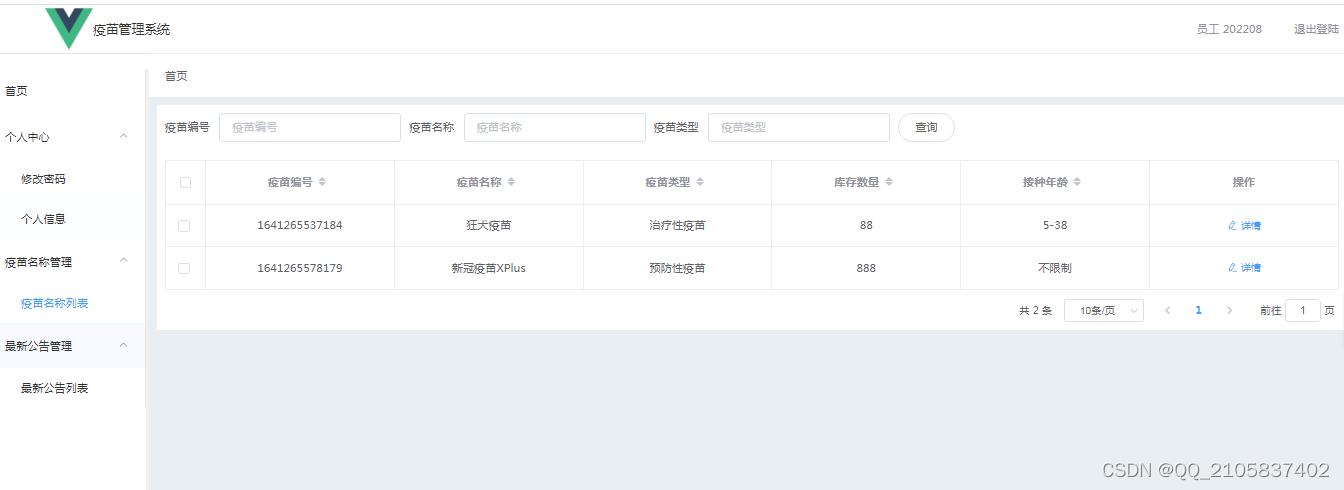 疫苗管理系统 员工 202208 退出登陆
首页
首页
个人中心
修改密码
个人信息
疫苗名称管理
疫苗名称列表
最新公告管理
最新公告列表
疫苗编号 疫苗编号 疫苗名称 疫苗名称 疫苗类型 疫苗类型 查询
疫苗编号 疫苗名称 疫苗类型 库存数量 接种年龄 操作
1641265537184 狂犬疫苗 治疗性疫苗 88 5-38 详情
1641265578179 新冠疫苗XPlus 预防性疫苗 888 不限制 详情
共 2 条 10条/页 1 前往 1 页
CSDN @QQ_2105837402